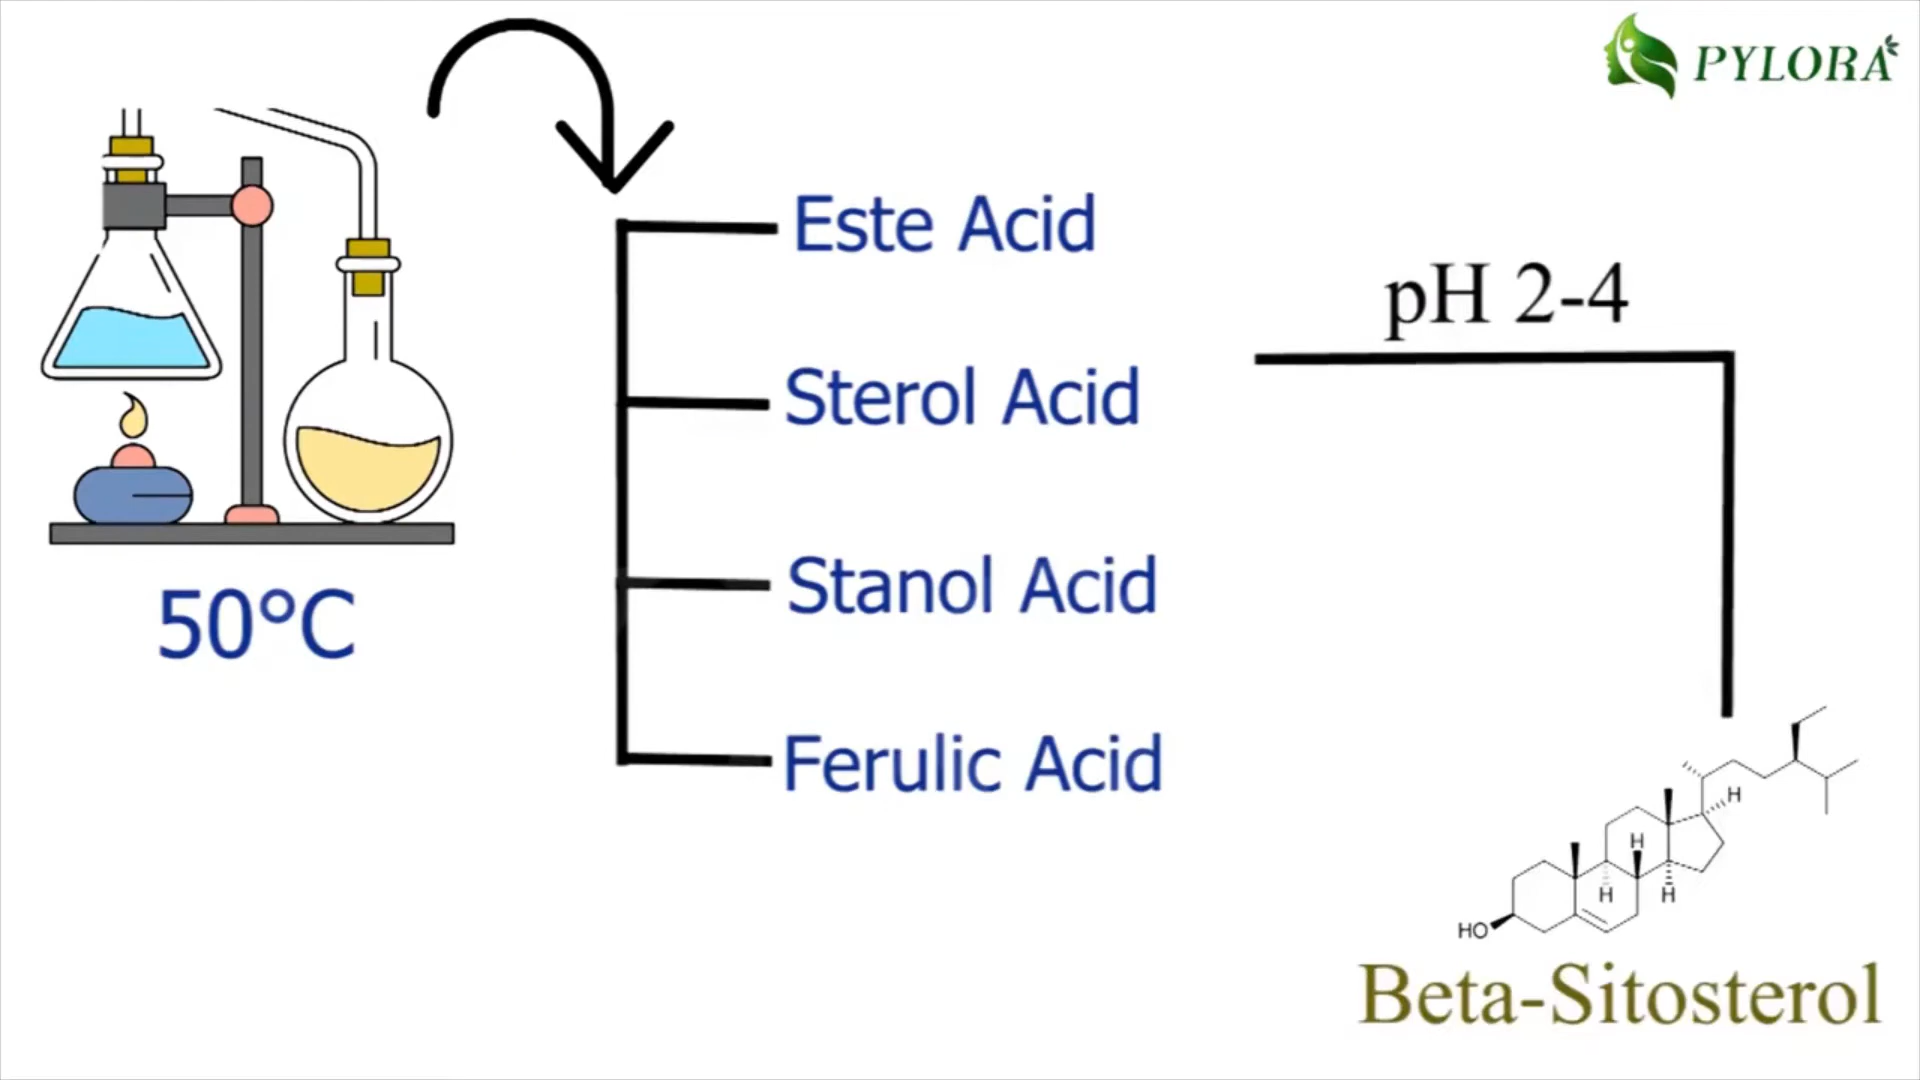 PYLORA
Este Acid
pH 2-4
Sterol Acid
Stanol Acid
50°C
Ferulic Acid
H
H
H
H
HO
Beta-Sitosterol